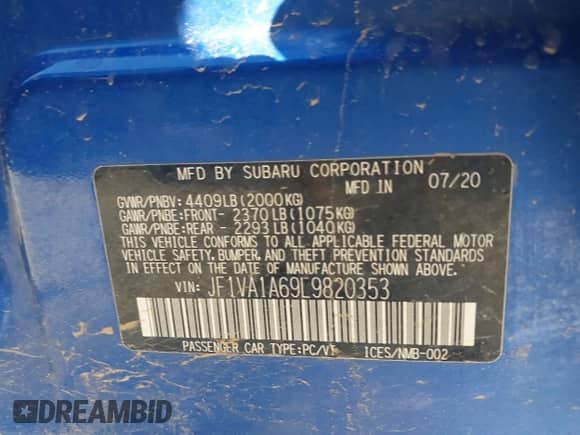 MFD BY SUBARU CORPORATION
MFD IN 07/20
GVWR/PNBV: 4409LB(2000KG)
GAWR/PNBE:FRONT- 2370LB(1075KG)
GAWR/PNBE:REAR - 2293LB(1040KG)
THIS VEHICLE CONFORMS TO ALL APPLICABLE FEDERAL MOTOR
VEHICLE SAFETY, BUMPER, AND THEFT PREVENTION STANDARDS
IN EFFECT ON THE DATE OF MANUFACTURE SHOWN ABOVE.
VIN: JF1VA1A69L9820353
PASSENGER CAR TYPE:PC/VT ICES/NMB-002
DREAMBID